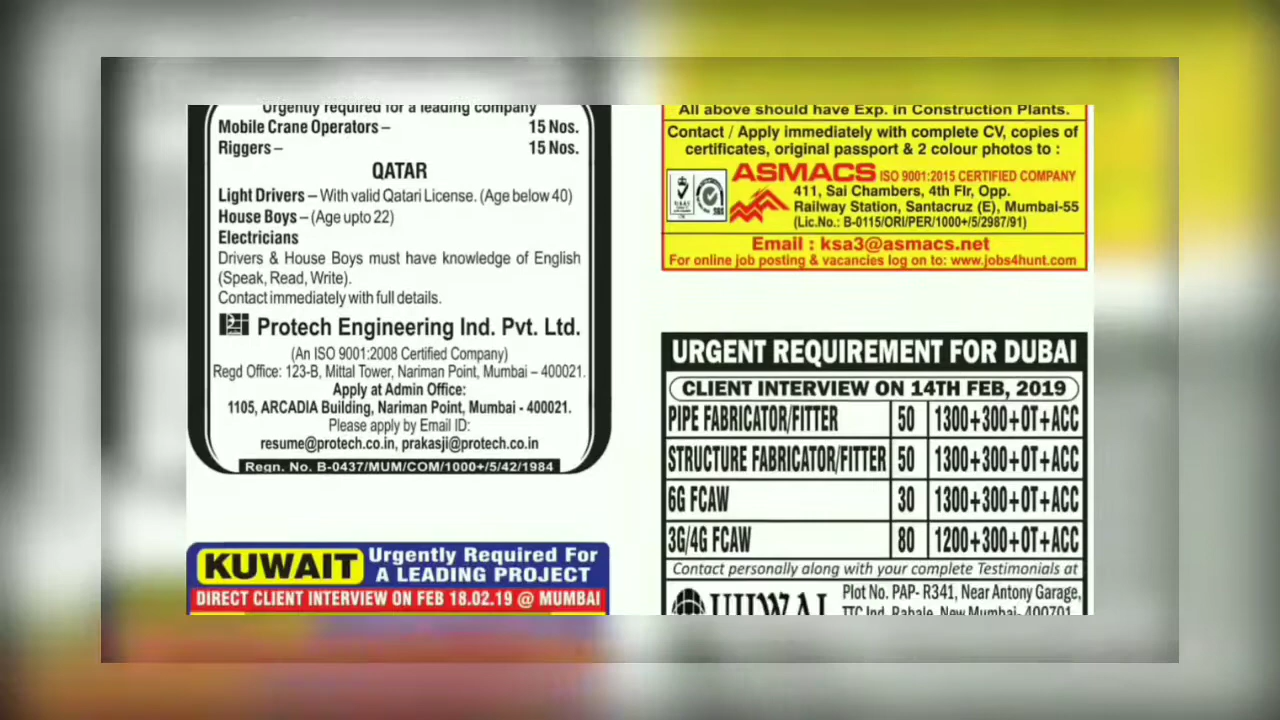 Urgently required for a leading company
Mobile Crane Operators – 15 Nos.
Riggers – 15 Nos.
QATAR
Light Drivers – With valid Qatari License. (Age below 40)
House Boys – (Age upto 22)
Electricians
Drivers & House Boys must have knowledge of English
(Speak, Read, Write).
Contact immediately with full details.
Protech Engineering Ind. Pvt. Ltd.
(An ISO 9001:2008 Certified Company)
Regd Office: 123-B, Mittal Tower, Nariman Point, Mumbai – 400021.
Apply at Admin Office:
1105, ARCADIA Building, Nariman Point, Mumbai - 400021.
Please apply by Email ID:
resume@protech.co.in, prakasji@protech.co.in
Regn. No. B-0437/MUM/COM/1000+/5/42/1984
KUWAIT Urgently Required For
A LEADING PROJECT
DIRECT CLIENT INTERVIEW ON FEB 18.02.19 @ MUMBAI
All above should have Exp. in Construction Plants.
Contact / Apply immediately with complete CV, copies of
certificates, original passport & 2 colour photos to :
ASMACS ISO 9001:2015 CERTIFIED COMPANY
411, Sai Chambers, 4th Flr, Opp.
Railway Station, Santacruz (E), Mumbai-55
(Lic.No.: B-0115/ORI/PER/1000+/5/2987/91)
Email : ksa3@asmacs.net
For online job posting & vacancies log on to: www.jobs4hunt.com
URGENT REQUIREMENT FOR DUBAI
CLIENT INTERVIEW ON 14TH FEB, 2019
PIPE FABRICATOR/FITTER 50 1300+300+OT+ACC
STRUCTURE FABRICATOR/FITTER 50 1300+300+OT+ACC
6G FCAW 30 1300+300+OT+ACC
3G/4G FCAW 80 1200+300+OT+ACC
Contact personally along with your complete Testimonials at
Plot No. PAP- R341, Near Antony Garage,
TTC Ind. Rabale, New Mumbai- 400701